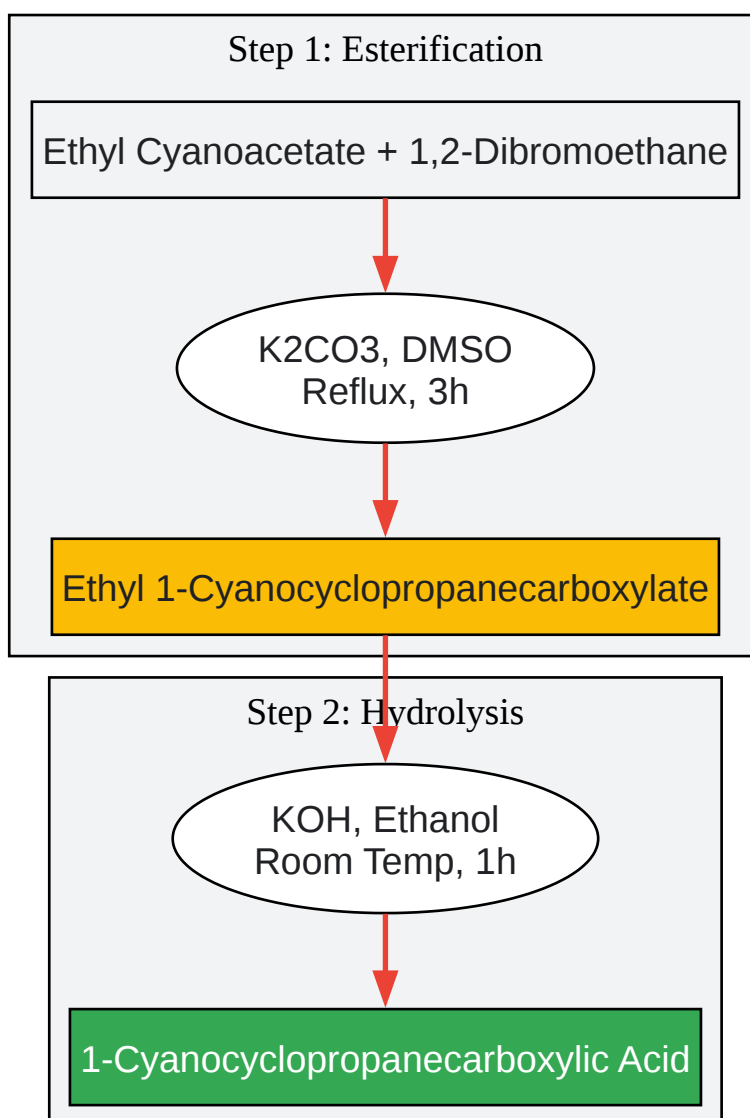 Step 1: Esterification
Ethyl Cyanoacetate + 1,2-Dibromoethane
K2CO3, DMSO
Reflux, 3h
Ethyl 1-Cyanocyclopropanecarboxylate
Step 2: Hydrolysis
KOH, Ethanol
Room Temp, 1h
1-Cyanocyclopropanecarboxylic Acid